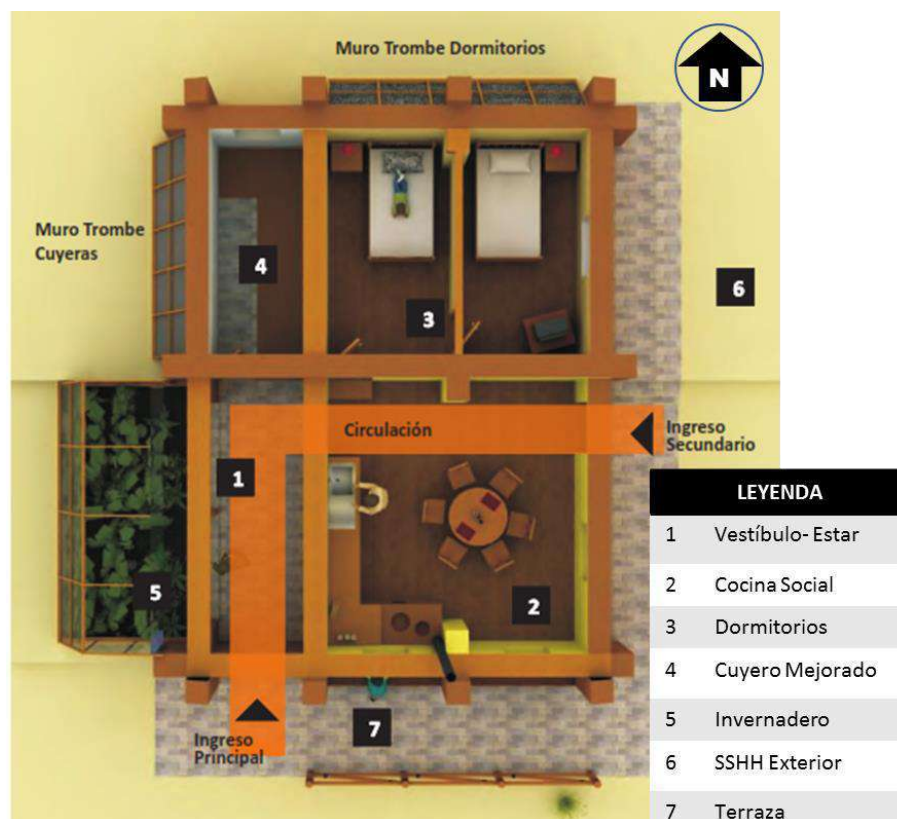 Muro Trombe Dormitorios
N
Muro Trombe
Cuyeras
4
3
6
Circulación
Ingreso
Secundario
1
5
2
7
Ingreso
Principal
LEYENDA
1 Vestíbulo- Estar
2 Cocina Social
3 Dormitorios
4 Cuyero Mejorado
5 Invernadero
6 SSHH Exterior
7 Terraza